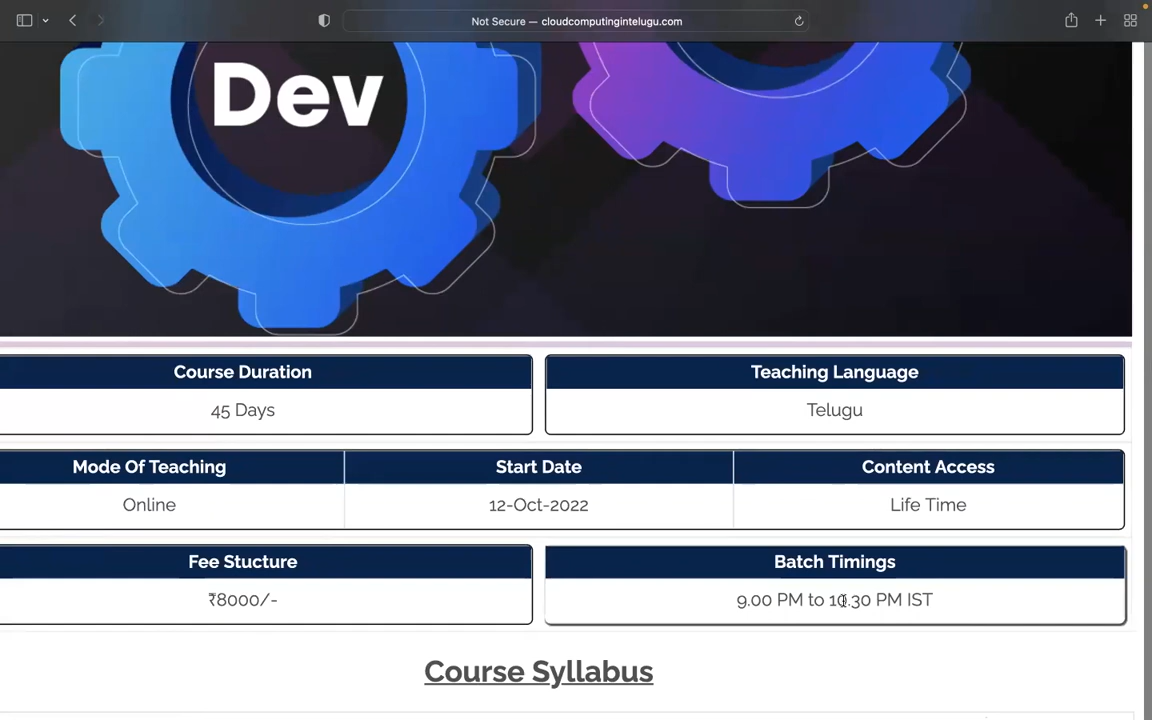 Not Secure — cloudcomputingintelugu.com
Dev
Course Duration
45 Days
Teaching Language
Telugu
Mode Of Teaching
Online
Start Date
12-Oct-2022
Content Access
Life Time
Fee Stucture
₹8000/-
Batch Timings
9.00 PM to 10.30 PM IST
Course Syllabus